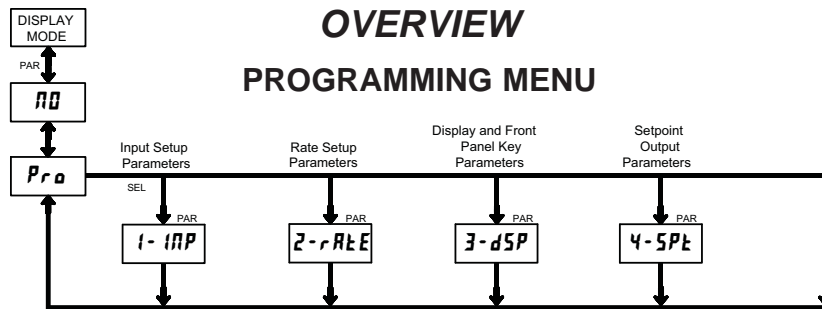 OVERVIEW
PROGRAMMING MENU
DISPLAY
MODE
PAR
NO
Pro
SEL
Input Setup
Parameters
PAR
1-INP
Rate Setup
Parameters
PAR
2-rAtE
Display and Front
Panel Key
Parameters
PAR
3-dSP
Setpoint
Output
Parameters
PAR
4-SPt